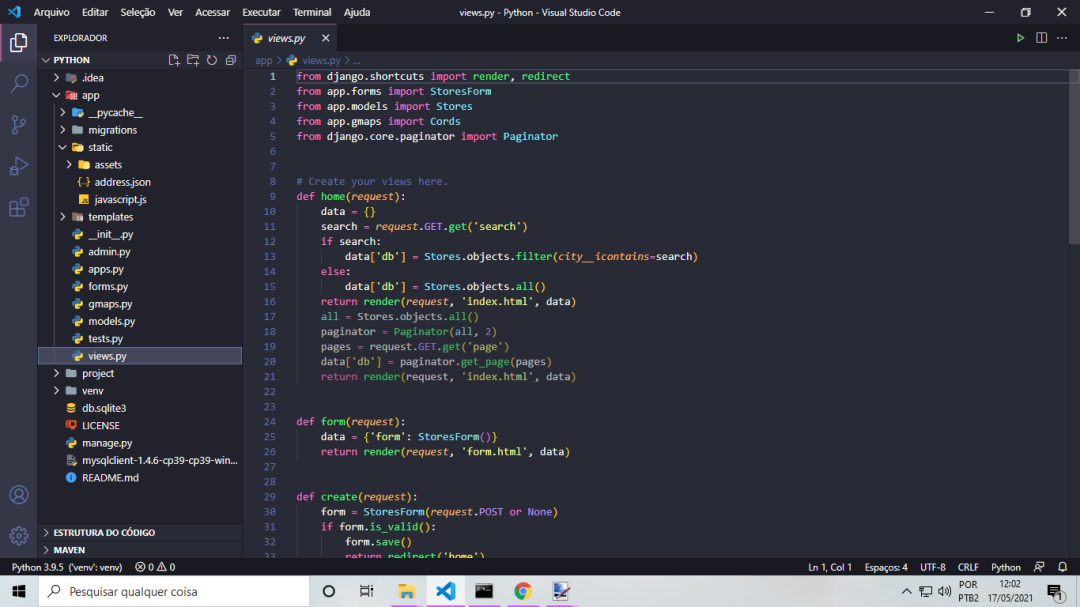 Arquivo Editar Seleção Ver Acessar Executar Terminal Ajuda views.py - Python - Visual Studio Code
EXPLORADOR
PYTHON
.idea
app
__pycache__
migrations
static
assets
address.json
javascript.js
templates
__init__.py
admin.py
apps.py
forms.py
gmaps.py
models.py
tests.py
views.py
project
venv
db.sqlite3
LICENSE
manage.py
mysqlclient-1.4.6-cp39-cp39-win...
README.md
ESTRUTURA DO CÓDIGO
MAVEN
views.py
app > views.py > ...
1 from django.shortcuts import render, redirect
2 from app.forms import StoresForm
3 from app.models import Stores
4 from app.gmaps import Cords
5 from django.core.paginator import Paginator
6
7
8 # Create your views here.
9 def home(request):
10 data = {}
11 search = request.GET.get('search')
12 if search:
13 data['db'] = Stores.objects.filter(city__icontains=search)
14 else:
15 data['db'] = Stores.objects.all()
16 return render(request, 'index.html', data)
17 all = Stores.objects.all()
18 paginator = Paginator(all, 2)
19 pages = request.GET.get('page')
20 data['db'] = paginator.get_page(pages)
21 return render(request, 'index.html', data)
22
23
24 def form(request):
25 data = {'form': StoresForm()}
26 return render(request, 'form.html', data)
27
28
29 def create(request):
30 form = StoresForm(request.POST or None)
31 if form.is_valid():
32 form.save()
33 return redirect('home')
Python 3.9.5 ('venv': venv) 0 0 Ln 1, Col 1 Espaços: 4 UTF-8 CRLF Python
Pesquisar qualquer coisa
POR
PTB2
12:02
17/05/2021
1